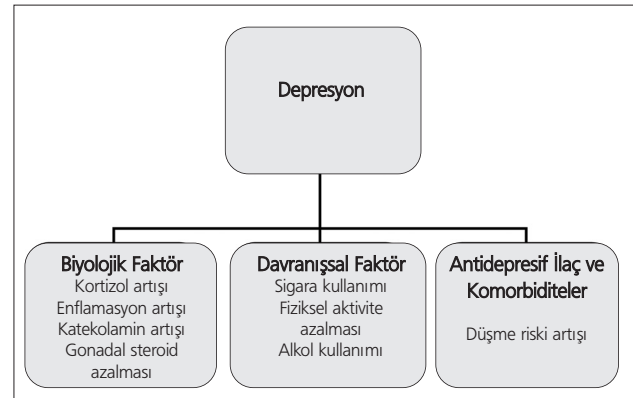 Depresyon
Biyolojik Faktör
Kortizol artışı
Enflamasyon artışı
Katekolamin artışı
Gonadal steroid
azalması
Davranışsal Faktör
Sigara kullanımı
Fiziksel aktivite
azalması
Alkol kullanımı
Antidepresif İlaç ve
Komorbiditeler
Düşme riski artışı